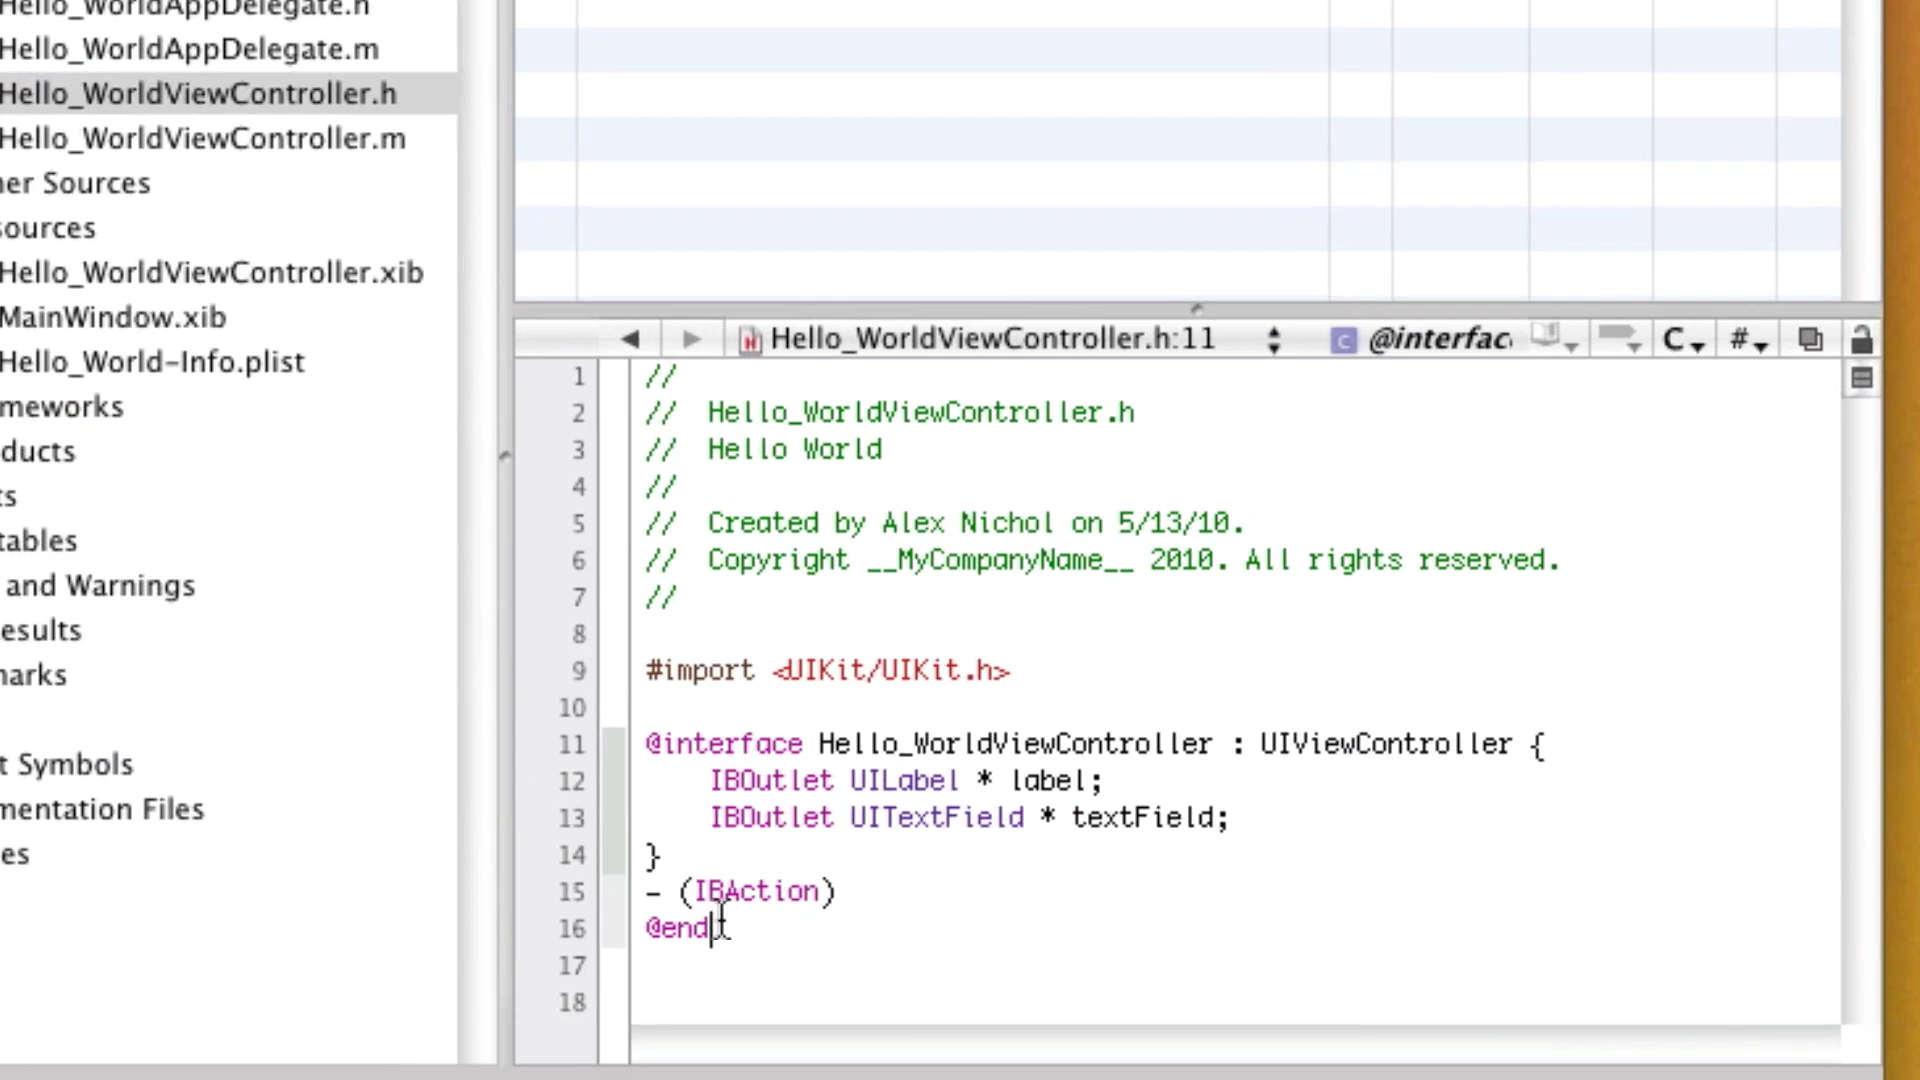 Hello_WorldAppDelegate.h
Hello_WorldAppDelegate.m
Hello_WorldViewController.h
Hello_WorldViewController.m
her Sources
sources
Hello_WorldViewController.xib
MainWindow.xib
Hello_World-Info.plist
meworks
ducts
ts
tables
and Warnings
esults
marks
t Symbols
mentation Files
es
Hello_WorldViewController.h:11
C @interfac
C
#
1 //
2 // Hello_WorldViewController.h
3 // Hello World
4 //
5 // Created by Alex Nichol on 5/13/10.
6 // Copyright __MyCompanyName__ 2010. All rights reserved.
7 //
8
9 #import <UIKit/UIKit.h>
10
11 @interface Hello_WorldViewController : UIViewController {
12 IBOutlet UILabel * label;
13 IBOutlet UITextField * textField;
14 }
15 - (IBAction)
16 @end
17
18